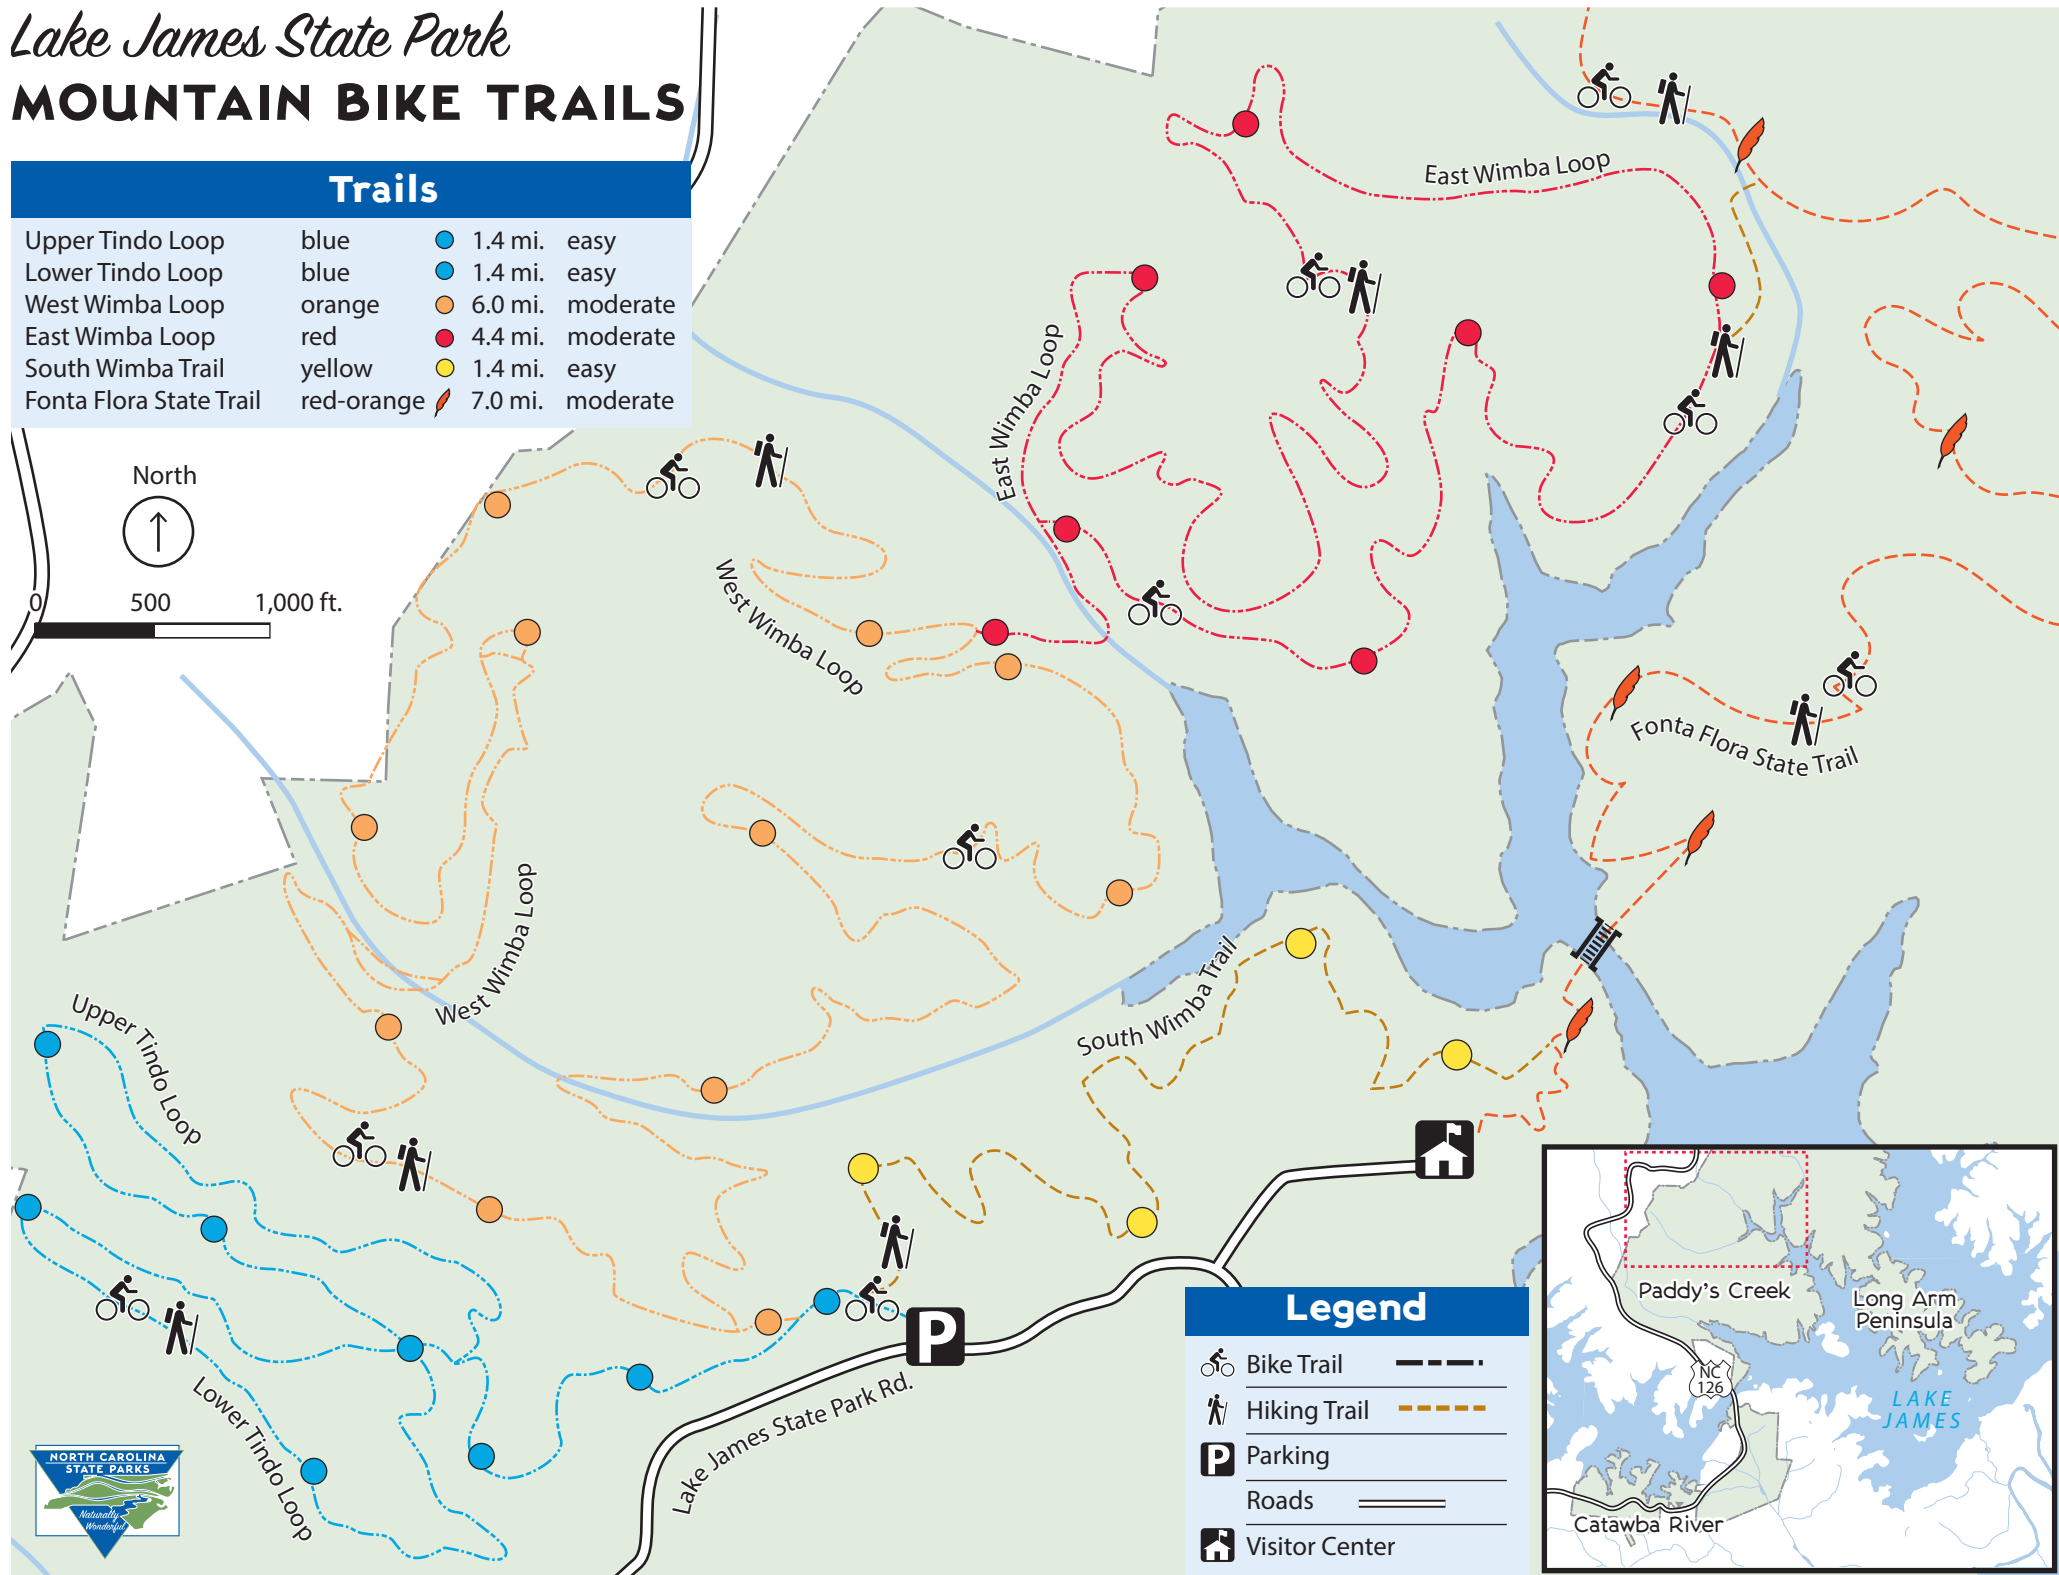 Lake James State Park
MOUNTAIN BIKE TRAILS
Trails
Upper Tindo Loop blue 1.4 mi. easy
Lower Tindo Loop blue 1.4 mi. easy
West Wimba Loop orange 6.0 mi. moderate
East Wimba Loop red 4.4 mi. moderate
South Wimba Trail yellow 1.4 mi. easy
Fonta Flora State Trail red-orange 7.0 mi. moderate
North
0 500 1,000 ft.
East Wimba Loop
East Wimba Loop
West Wimba Loop
Fonta Flora State Trail
West Wimba Loop
South Wimba Trail
Upper Tindo Loop
Lower Tindo Loop
P
Lake James State Park Rd.
NORTH CAROLINA
STATE PARKS
Naturally
Wonderful
Legend
Bike Trail
Hiking Trail
P Parking
Roads
Visitor Center
Paddy's Creek
Long Arm
Peninsula
NC
126
LAKE
JAMES
Catawba River